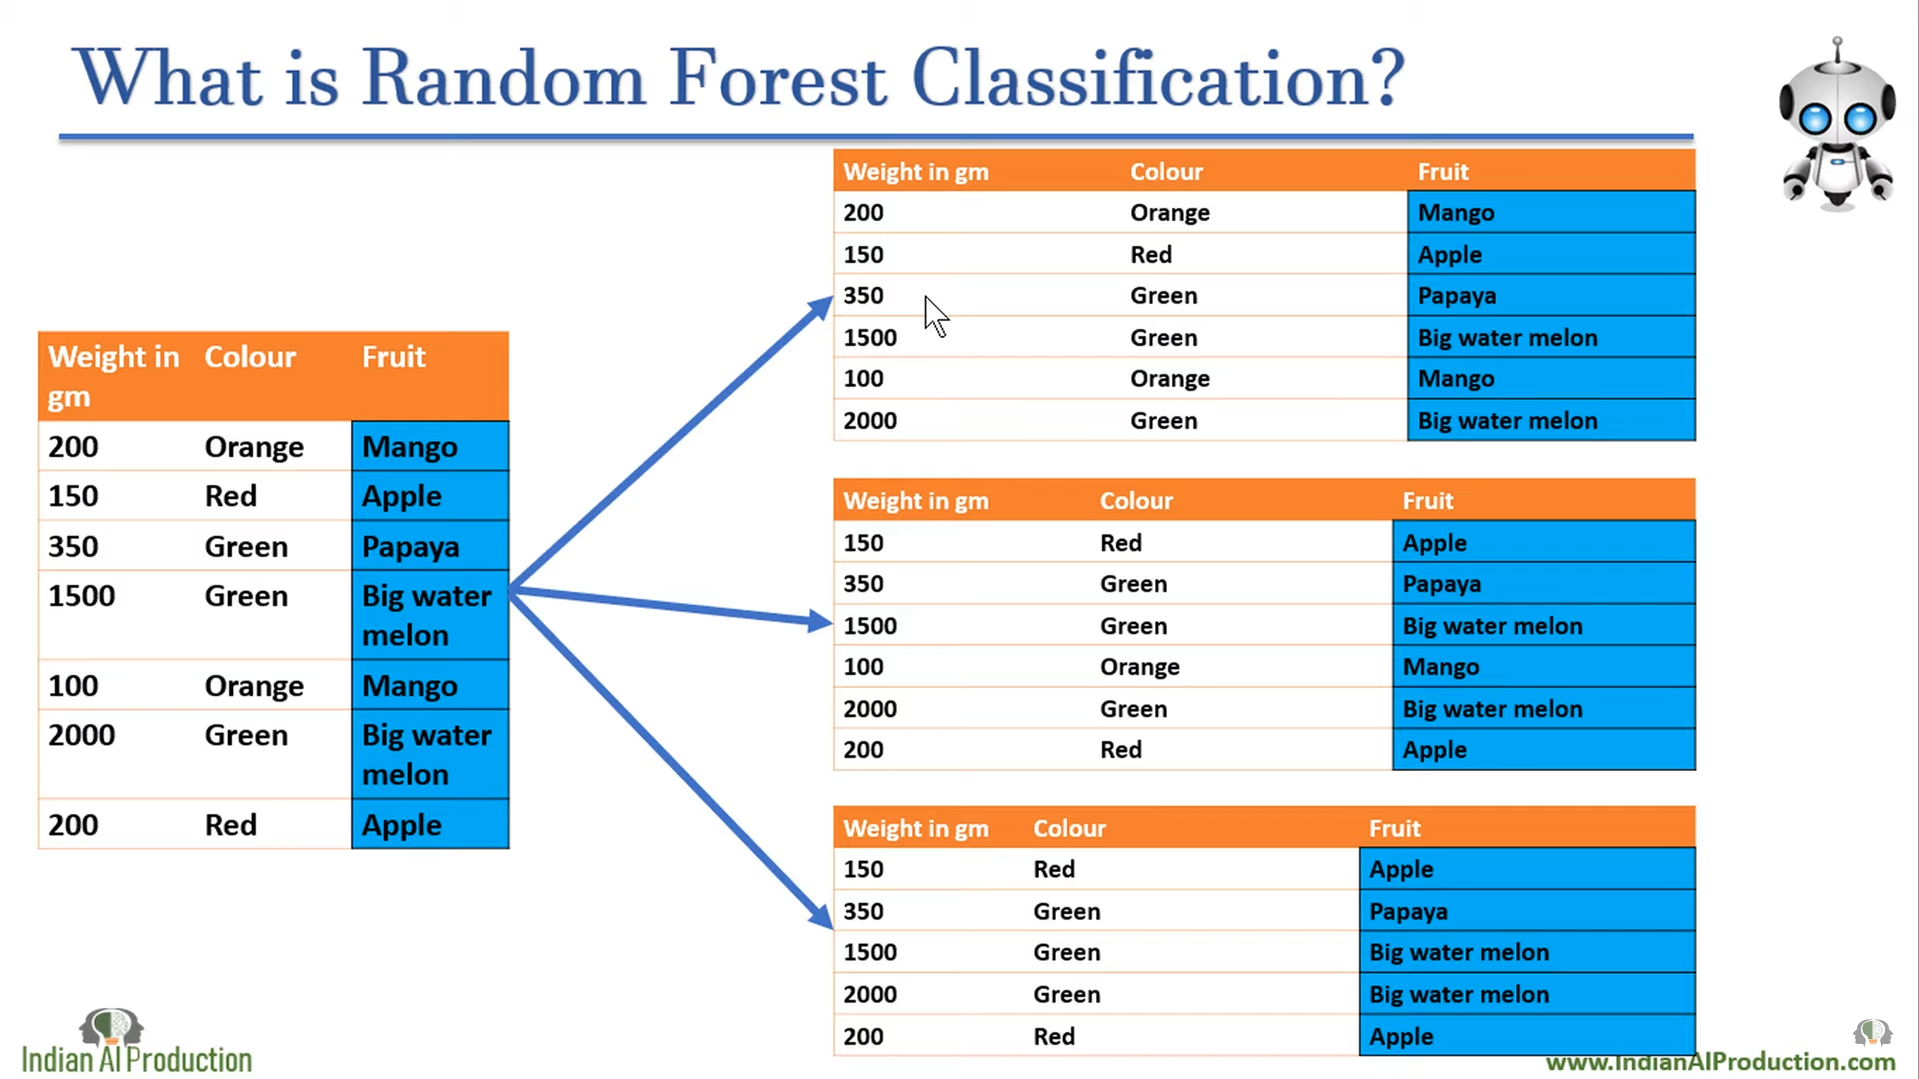 What is Random Forest Classification?
Weight in gm Colour Fruit
200 Orange Mango
150 Red Apple
350 Green Papaya
1500 Green Big water melon
100 Orange Mango
2000 Green Big water melon
Weight in Colour Fruit
gm
200 Orange Mango
150 Red Apple
350 Green Papaya
1500 Green Big water
melon
100 Orange Mango
2000 Green Big water
melon
200 Red Apple
Weight in gm Colour Fruit
150 Red Apple
350 Green Papaya
1500 Green Big water melon
100 Orange Mango
2000 Green Big water melon
200 Red Apple
Weight in gm Colour Fruit
150 Red Apple
350 Green Papaya
1500 Green Big water melon
2000 Green Big water melon
200 Red Apple
Indian AI Production
www.IndianAIProduction.com